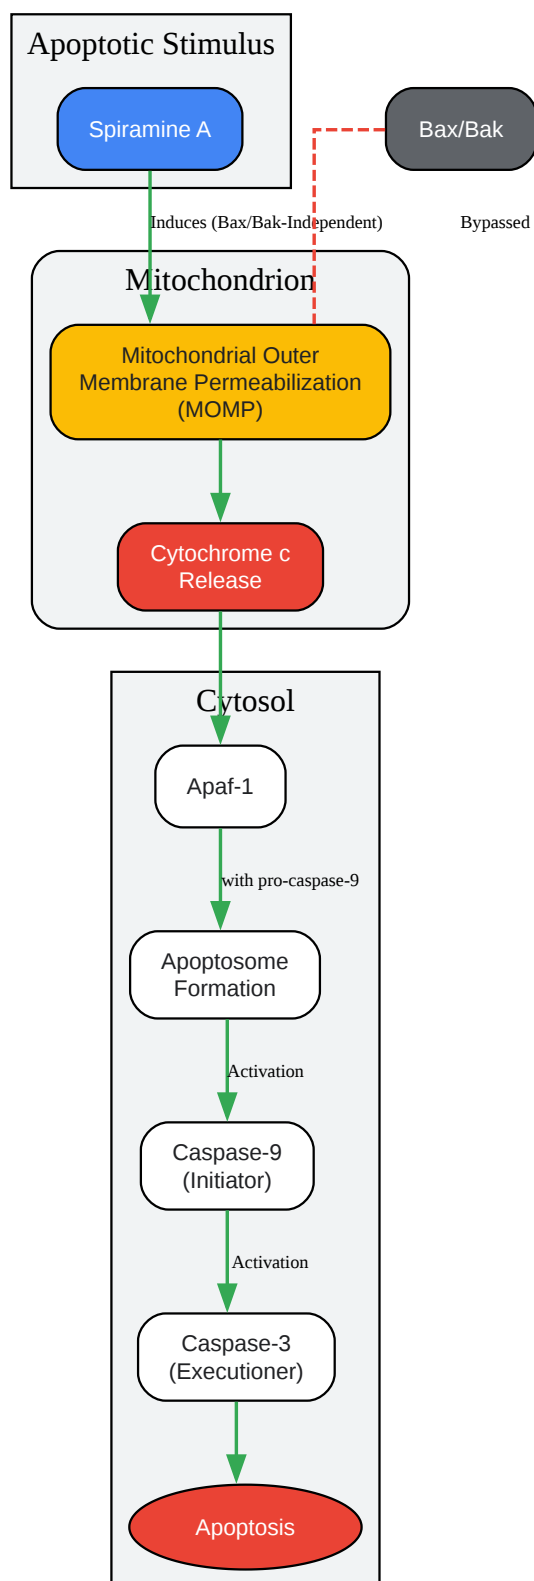 Apoptotic Stimulus
Spiramine A
Bax/Bak
Induces (Bax/Bak-Independent)
Bypassed
Mitochondrion
Mitochondrial Outer
Membrane Permeabilization
(MOMP)
Cytochrome c
Release
Cytosol
Apaf-1
with pro-caspase-9
Apoptosome
Formation
Activation
Caspase-9
(Initiator)
Activation
Caspase-3
(Executioner)
Apoptosis